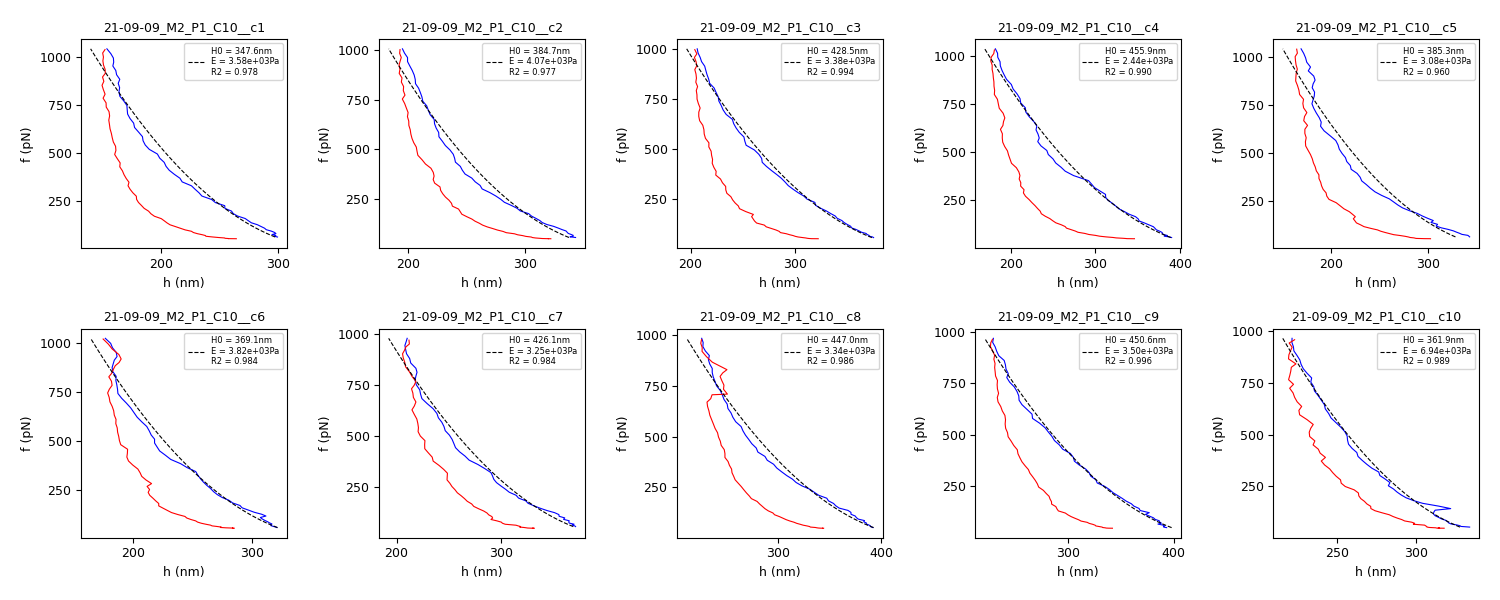 21-09-09_M2_P1_C10__c1
H0 = 347.6nm
E = 3.58e+03Pa
R2 = 0.978
1000
750
500
250
f (pN)
200
300
h (nm)
21-09-09_M2_P1_C10__c2
H0 = 384.7nm
E = 4.07e+03Pa
R2 = 0.977
1000
750
500
250
f (pN)
200
300
h (nm)
21-09-09_M2_P1_C10__c3
H0 = 428.5nm
E = 3.38e+03Pa
R2 = 0.994
1000
750
500
250
f (pN)
200
300
h (nm)
21-09-09_M2_P1_C10__c4
H0 = 455.9nm
E = 2.44e+03Pa
R2 = 0.990
1000
750
500
250
f (pN)
200
300
400
h (nm)
21-09-09_M2_P1_C10__c5
H0 = 385.3nm
E = 3.08e+03Pa
R2 = 0.960
1000
750
500
250
f (pN)
200
300
h (nm)
21-09-09_M2_P1_C10__c6
H0 = 369.1nm
E = 3.82e+03Pa
R2 = 0.984
1000
750
500
250
f (pN)
200
300
h (nm)
21-09-09_M2_P1_C10__c7
H0 = 426.1nm
E = 3.25e+03Pa
R2 = 0.984
1000
750
500
250
f (pN)
200
300
h (nm)
21-09-09_M2_P1_C10__c8
H0 = 447.0nm
E = 3.34e+03Pa
R2 = 0.986
1000
750
500
250
f (pN)
300
400
h (nm)
21-09-09_M2_P1_C10__c9
H0 = 450.6nm
E = 3.50e+03Pa
R2 = 0.996
1000
750
500
250
f (pN)
300
400
h (nm)
21-09-09_M2_P1_C10__c10
H0 = 361.9nm
E = 6.94e+03Pa
R2 = 0.989
1000
750
500
250
f (pN)
250
300
h (nm)